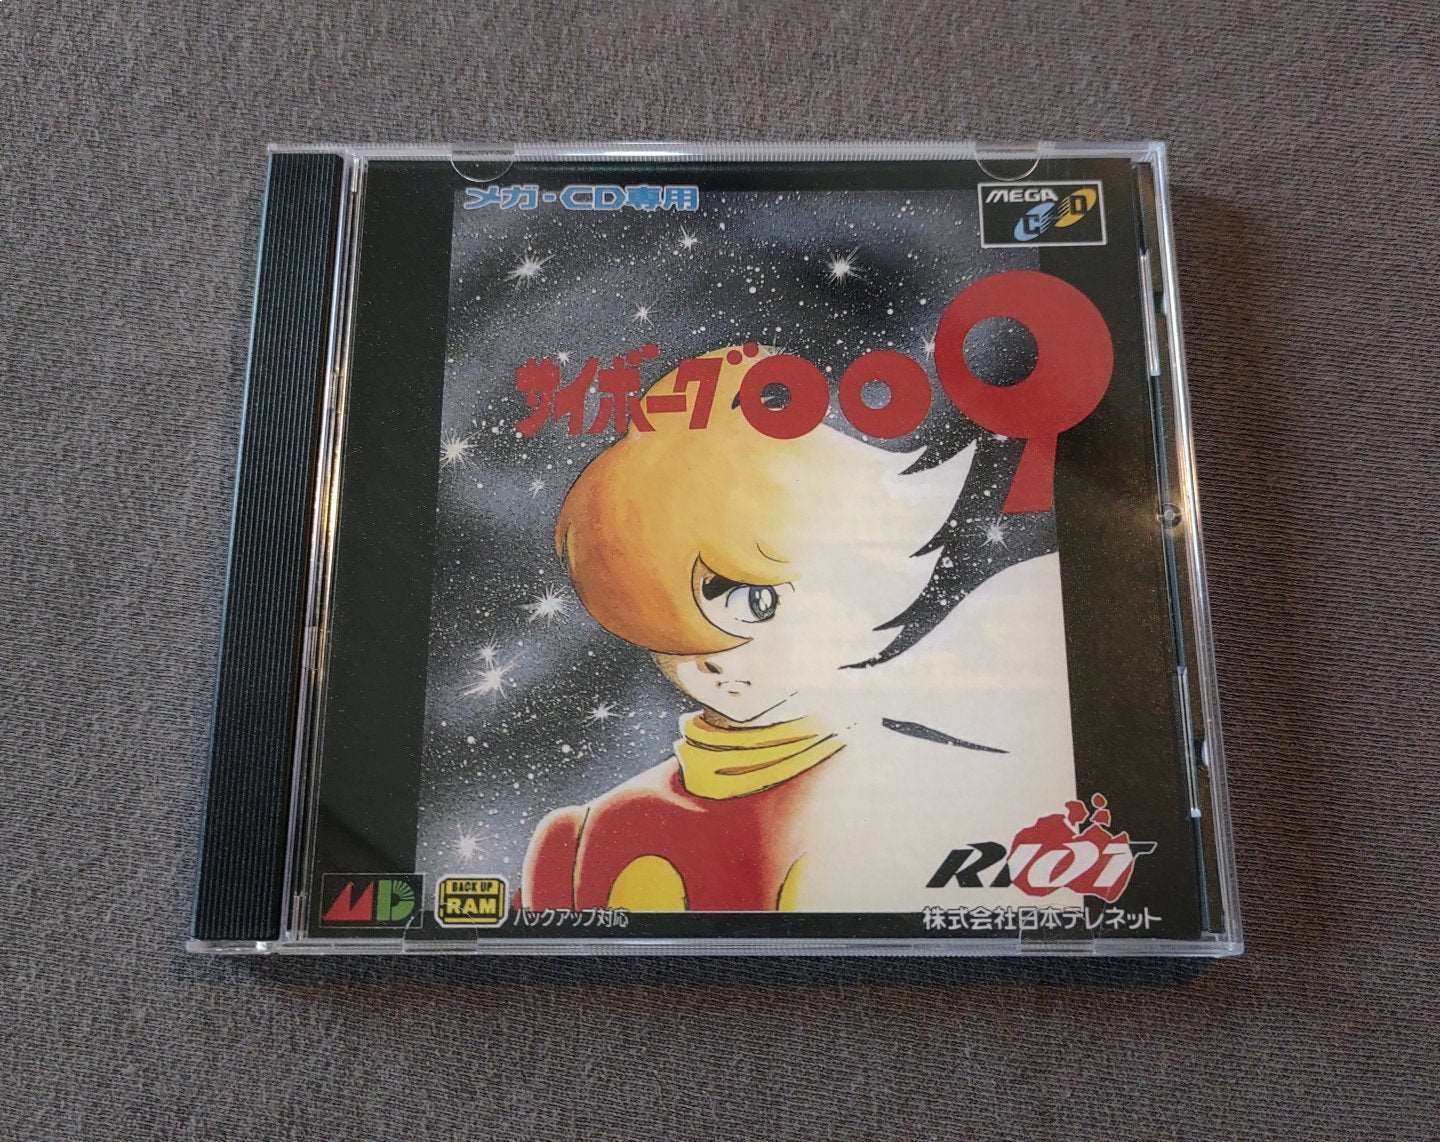 メガ-CD専用
MEGA
CD
サイボーグ009
RIOT
MD
BACK UP
RAM
バックアップ対応
株式会社日本テレネット